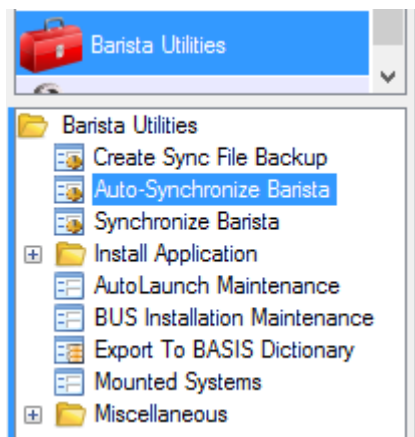 Barista Utilities
Barista Utilities
Create Sync File Backup
Auto-Synchronize Barista
Synchronize Barista
Install Application
AutoLaunch Maintenance
BUS Installation Maintenance
Export To BASIS Dictionary
Mounted Systems
Miscellaneous